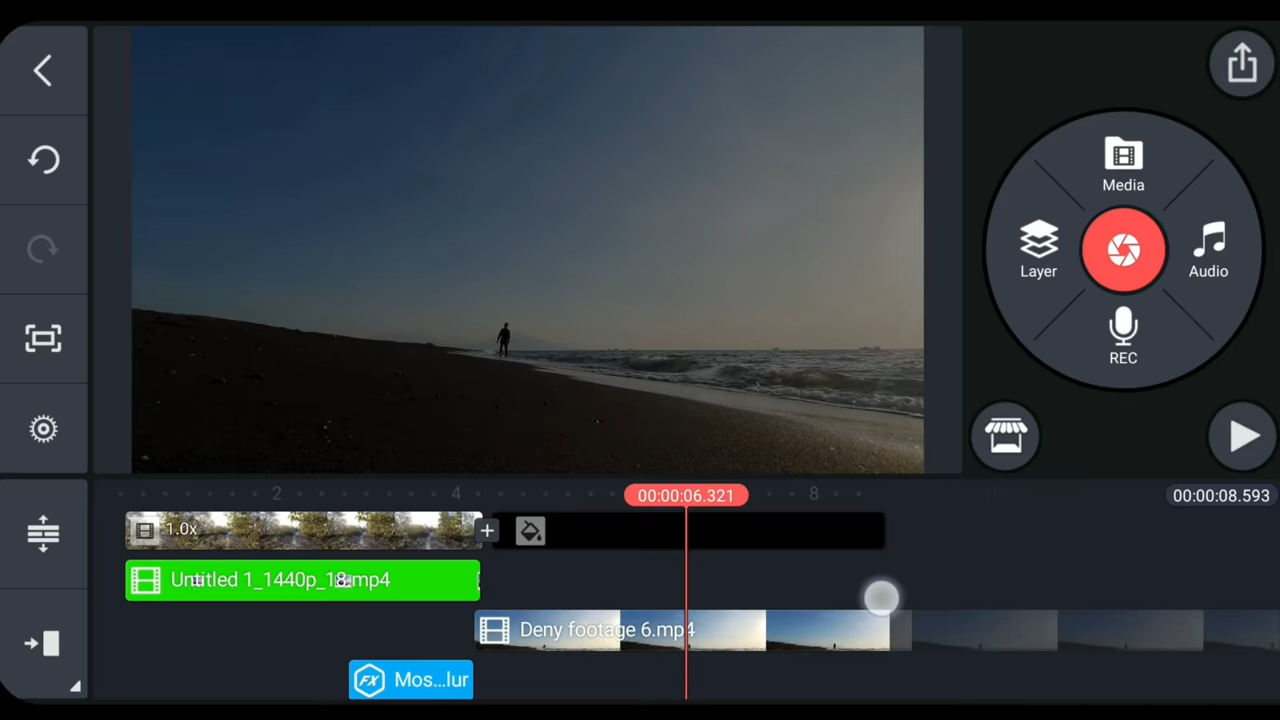 Media
Layer
Audio
REC
2
4
00:00:06.321
8
00:00:08.593
1.0x
Untitled 1_1440p_18.mp4
Deny footage 6.mp4
FX
Mos...lur